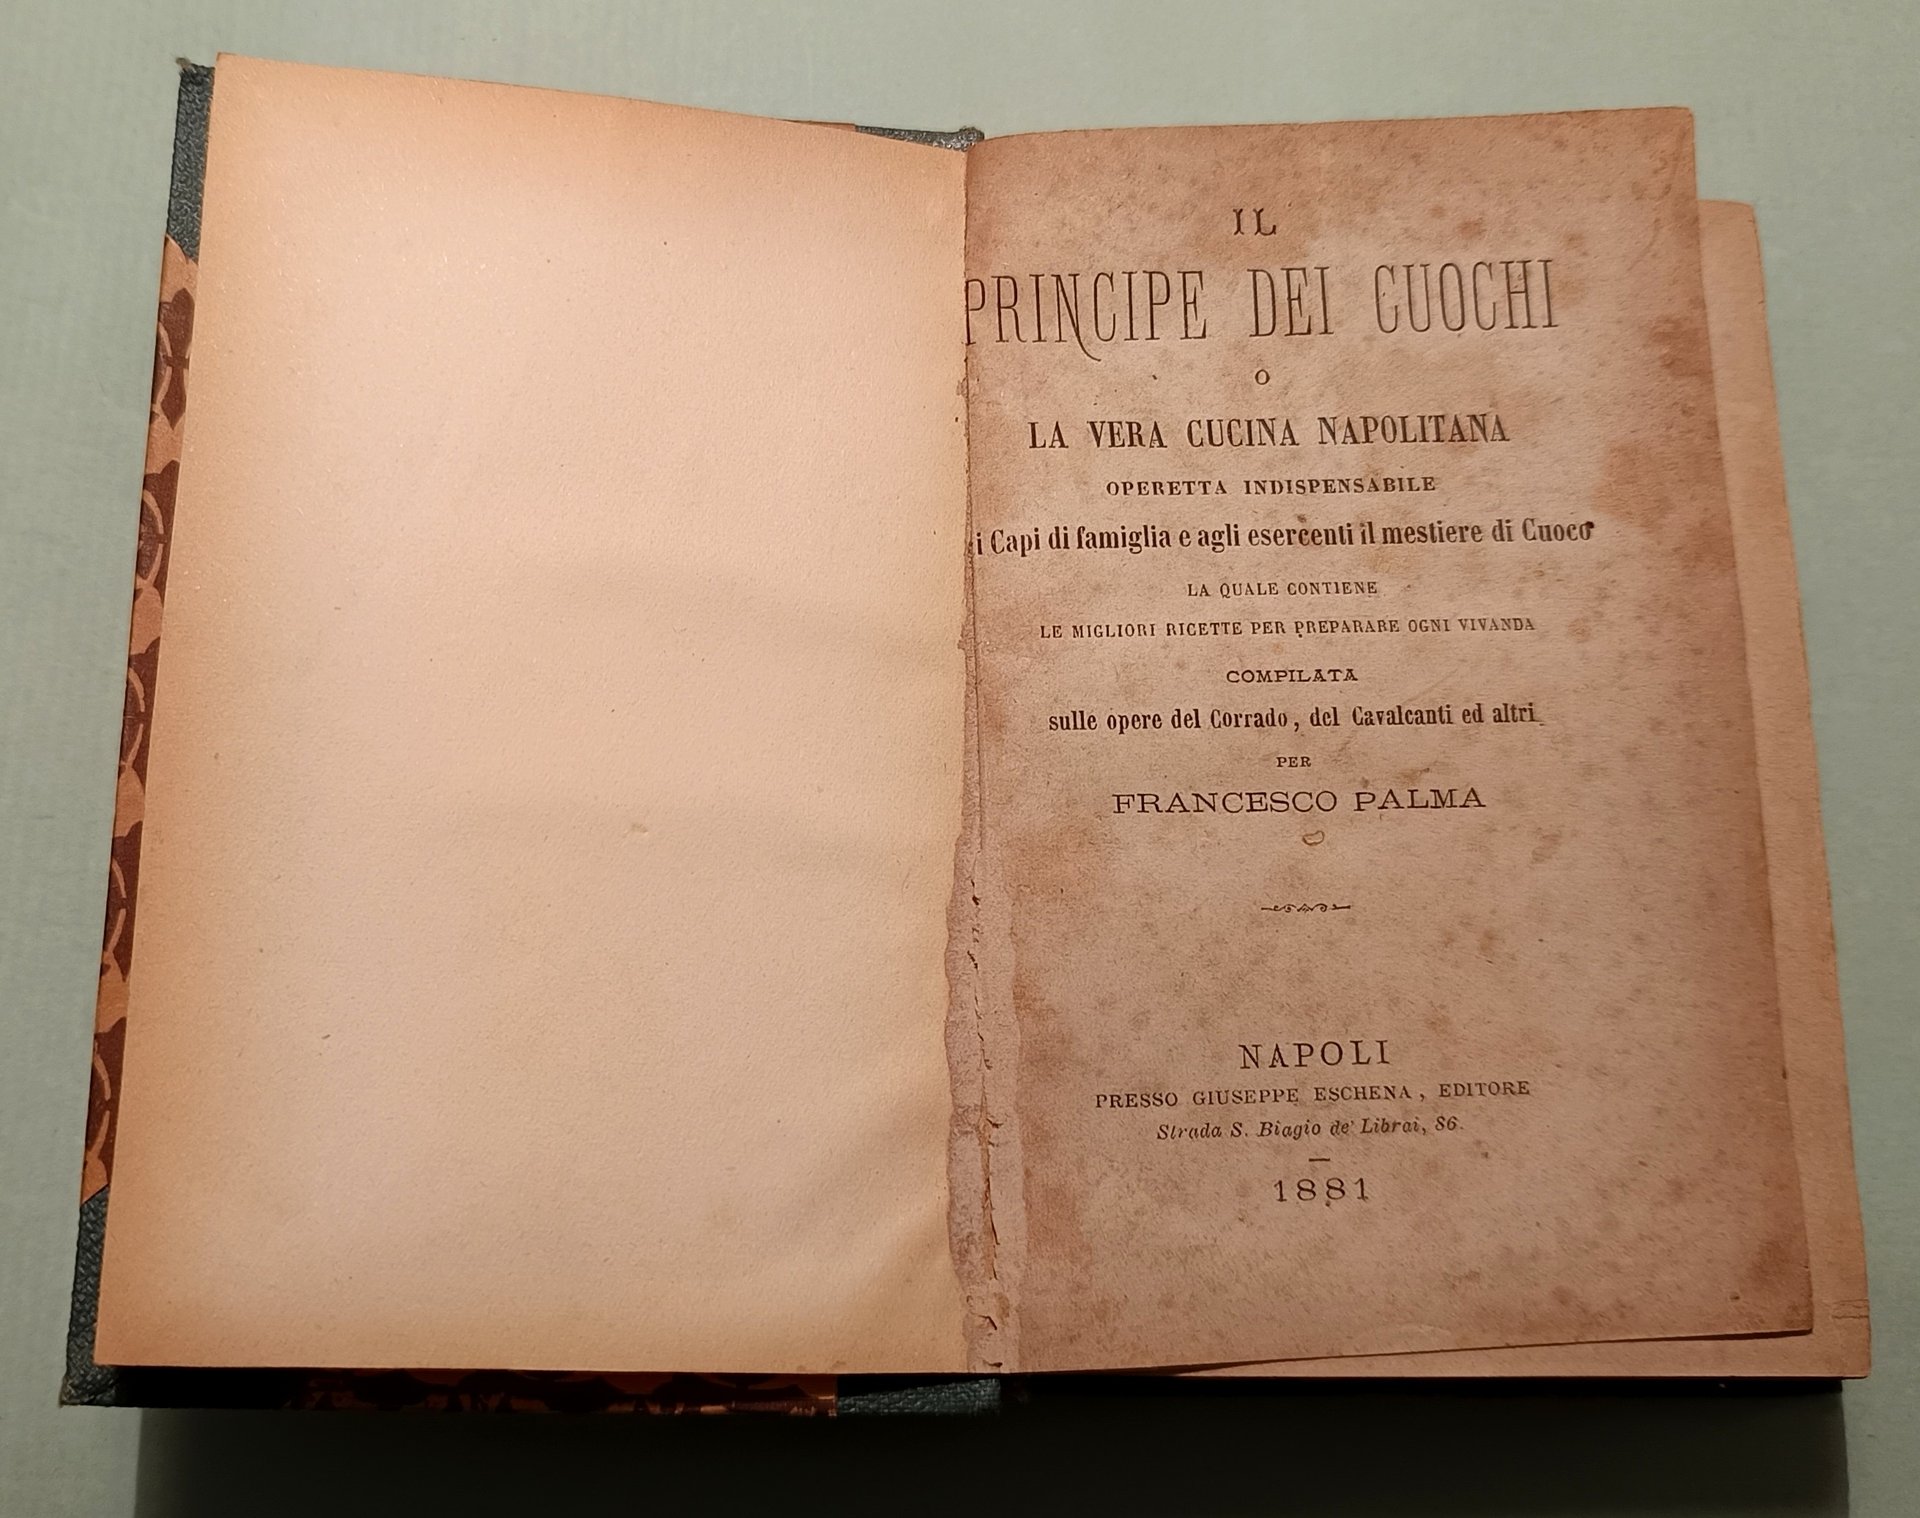 IL
PRINCIPE DEI CUOCHI
O
LA VERA CUCINA NAPOLITANA
OPERETTA INDISPENSABILE
i Capi di famiglia e agli esercenti il mestiere di Cuoco
LA QUALE CONTIENE
LE MIGLIORI RICETTE PER PREPARARE OGNI VIVANDA
COMPILATA
sulle opere del Corrado, del Cavalcanti ed altri
PER
FRANCESCO PALMA
NAPOLI
PRESSO GIUSEPPE ESCHENA, EDITORE
Strada S. Biagio de' Librai, 86.
1881